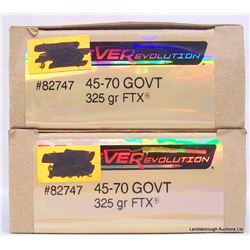 VEREVOLUTION
#82747 45-70 GOVT
325 gr FTX®
VEREVOLUTION
#82747 45-70 GOVT
325 gr FTX®
Landsborough Auctions Ltd